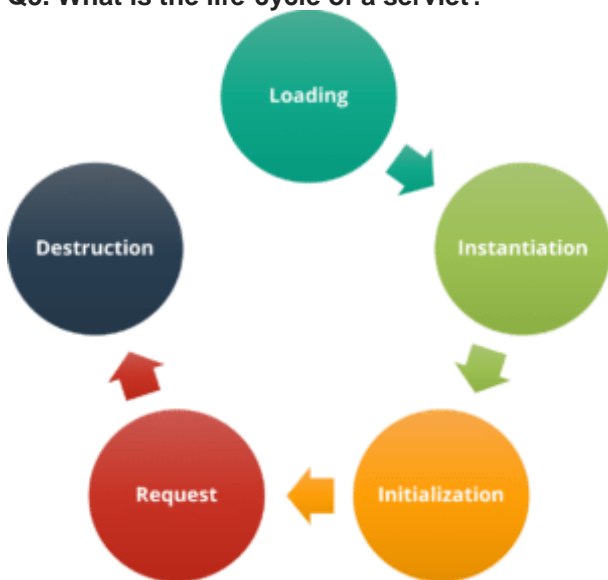 What is the life-cycle of a servlet?
Loading
Instantiation
Initialization
Request
Destruction